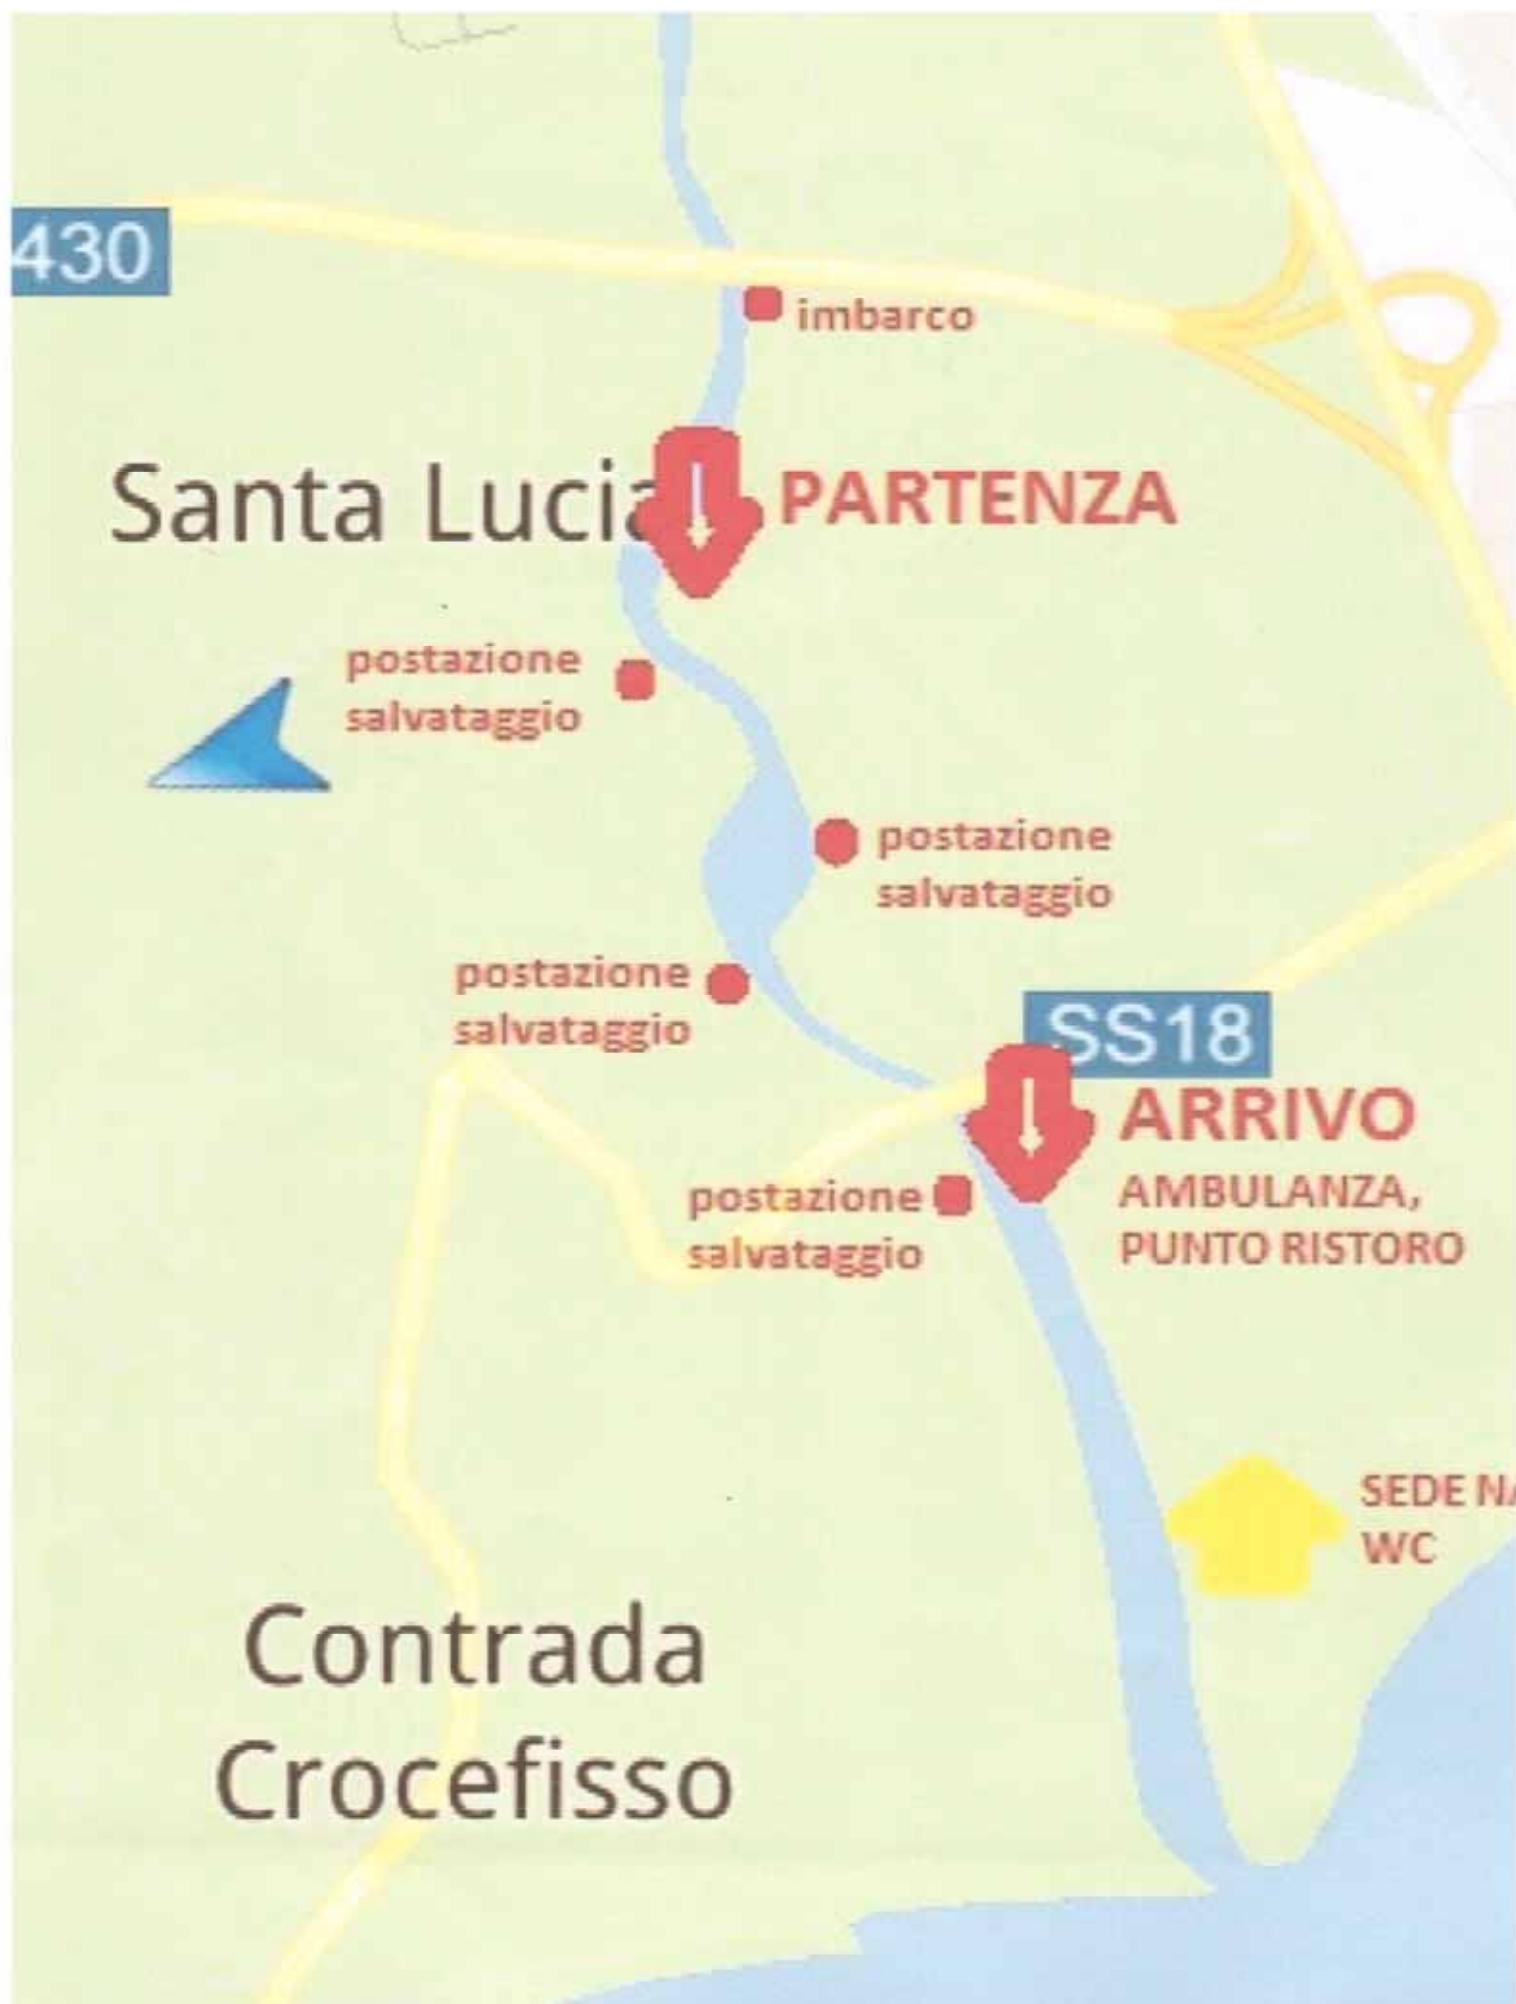 430
imbarco
Santa Lucia
PARTENZA
postazione
salvataggio
postazione
salvataggio
postazione
salvataggio
SS18
ARRIVO
postazione
salvataggio
AMBULANZA,
PUNTO RISTORO
SEDE
WC
Contrada
Crocefisso